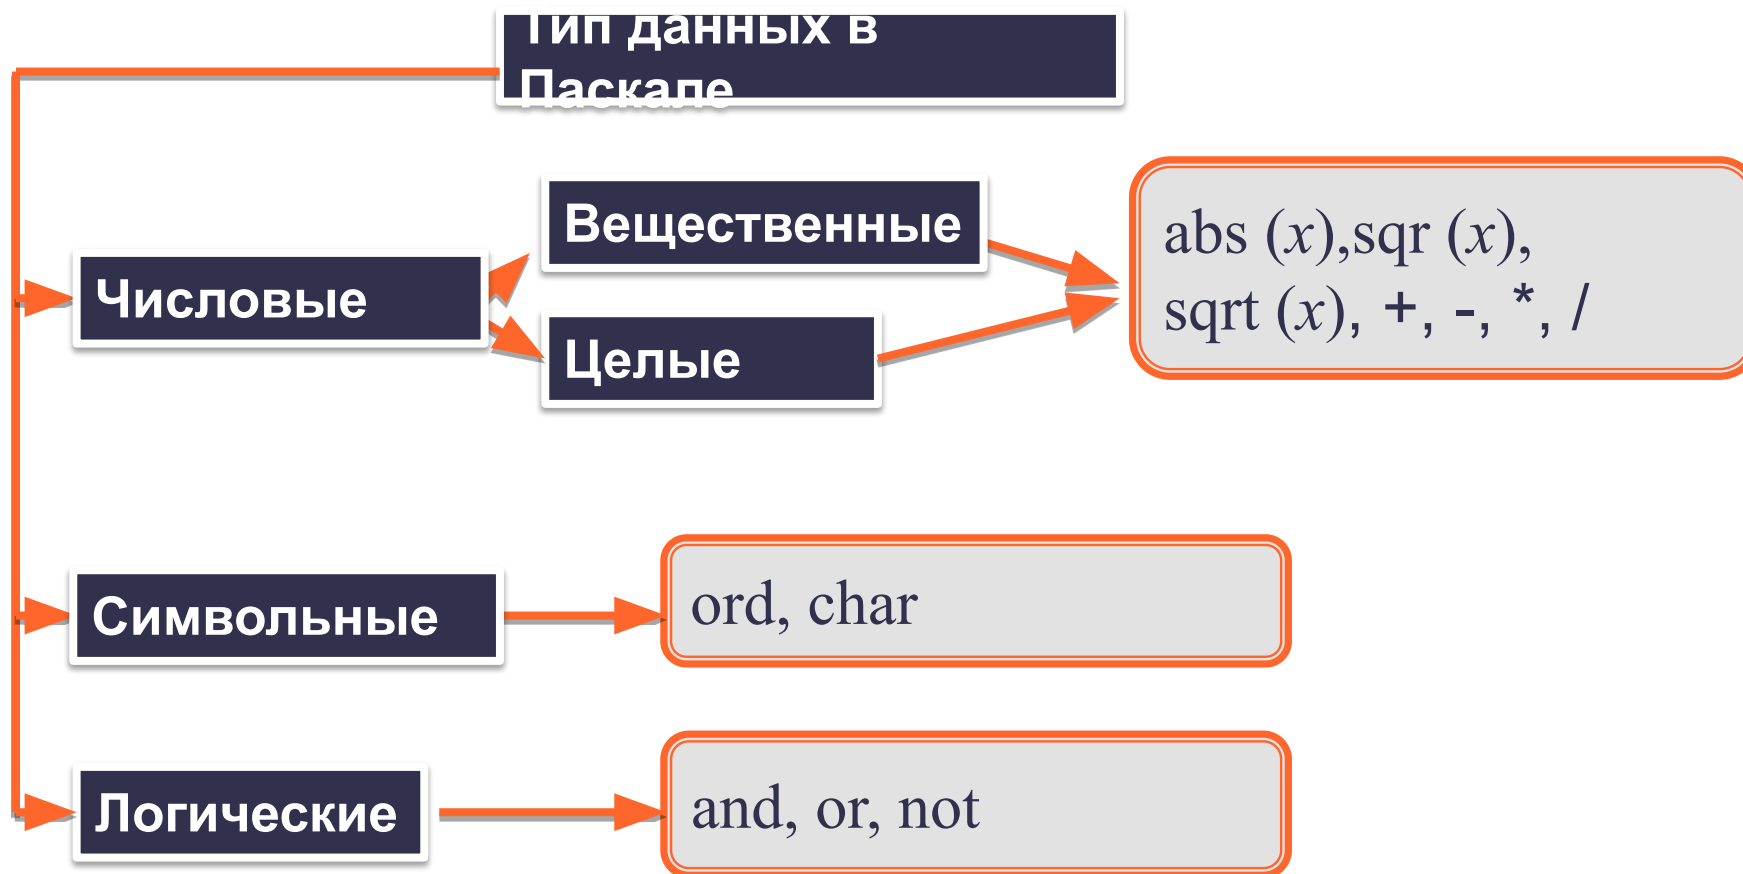 Тип данных в
Паскале
Вещественные
abs (x),sqr (x),
sqrt (x), +, -, *, /
Числовые
Целые
Символьные
ord, char
Логические
and, or, not